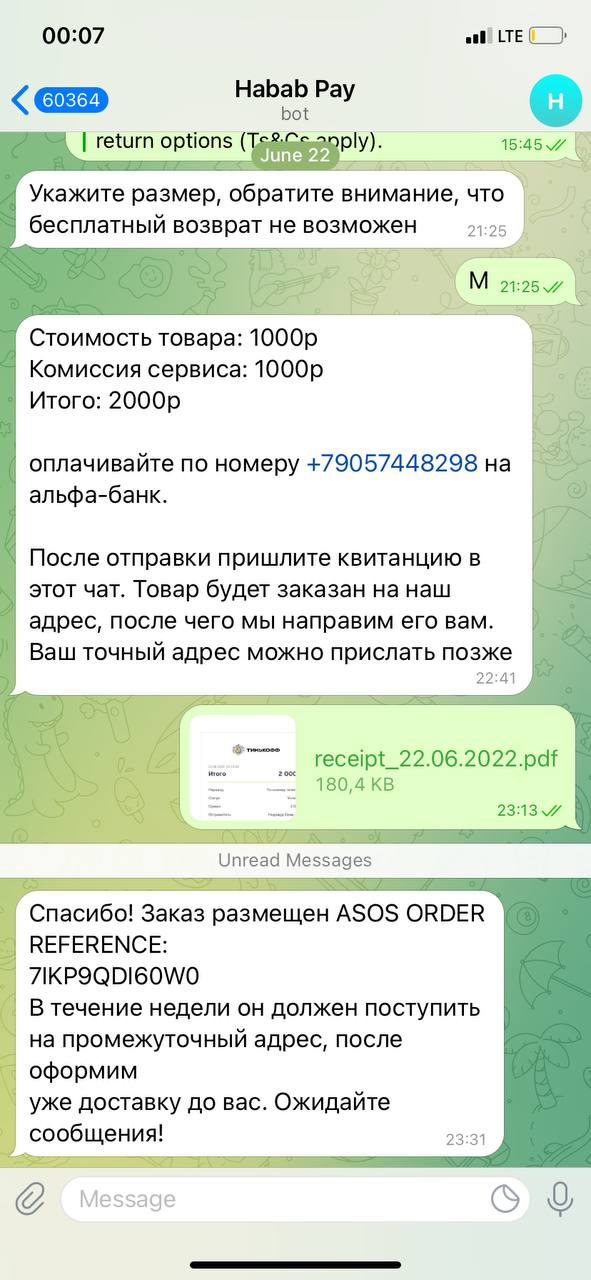 00:07
LTE
60364
Habab Pay
bot
H
return options (Ts&Cs apply).
15:45
June 22
Укажите размер, обратите внимание, что
бесплатный возврат не возможен
21:25
M
21:25
Стоимость товара: 1000р
Комиссия сервиса: 1000р
Итого: 2000р
оплачивайте по номеру +79057448298 на
альфа-банк.
После отправки пришлите квитанцию в
этот чат. Товар будет заказан на наш
адрес, после чего мы направим его вам.
Ваш точный адрес можно прислать позже
22:41
ТИНЬКОФФ
Итого 2 000
receipt_22.06.2022.pdf
180,4 KB
23:13
Unread Messages
Спасибо! Заказ размещен ASOS ORDER
REFERENCE:
7IKP9QDI60W0
В течение недели он должен поступить
на промежуточный адрес, после
оформим
уже доставку до вас. Ожидайте
сообщения!
23:31
Message